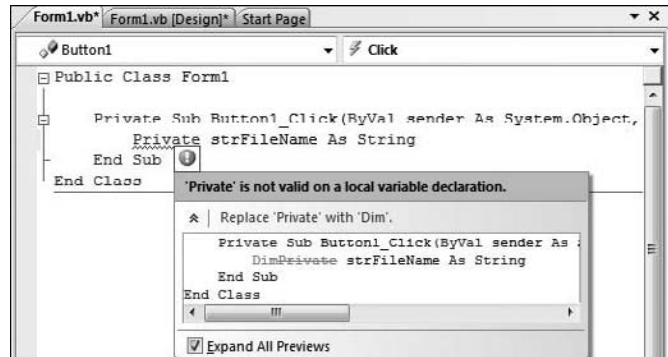 Form1.vb* Form1.vb [Design]* Start Page
Button1 Click
Public Class Form1
Private Sub Button1_Click(ByVal sender As System.Object,
Private strFileName As String
End Sub
End Class
'Private' is not valid on a local variable declaration.
Replace 'Private' with 'Dim'.
Private Sub Button1_Click(ByVal sender As
DimPrivate strFileName As String
End Sub
End Class
Expand All Previews